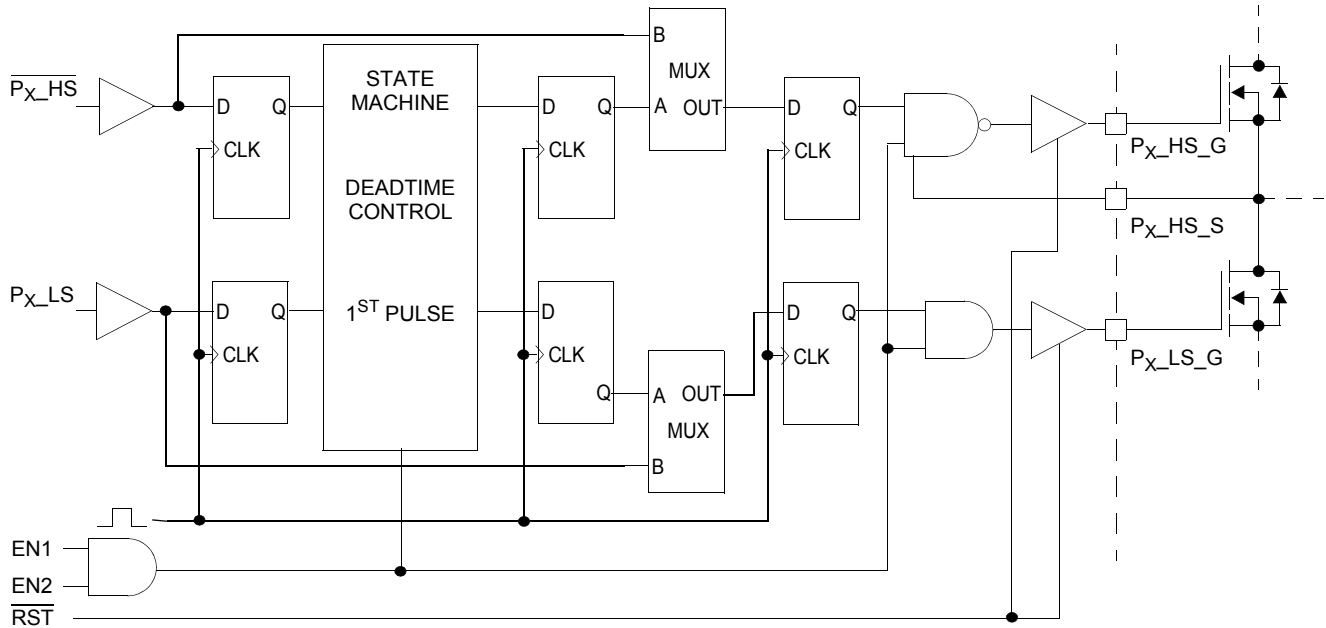 B
MUX
P̅X̅_̅H̅S̅
D Q
STATE
MACHINE
D Q
A OUT
D Q
CLK
CLK
CLK
PX_HS_G
DEADTIME
CONTROL
PX_HS_S
PX_LS
D Q
1ST PULSE
D
D Q
CLK
CLK
CLK
PX_LS_G
Q
A OUT
MUX
B
EN1
EN2
R̅S̅T̅